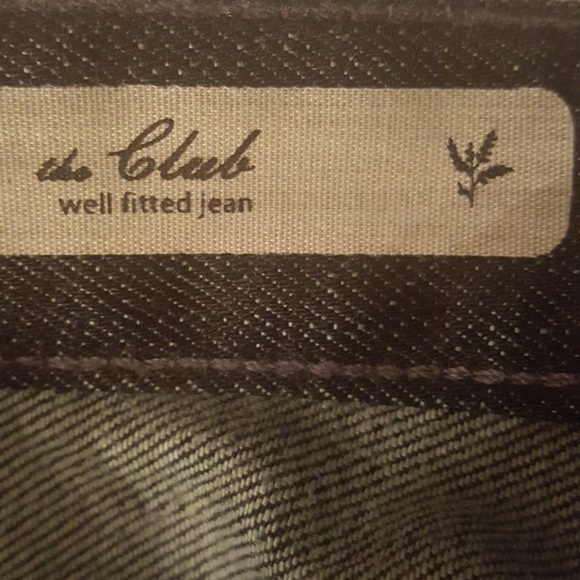 the Club
well fitted jean